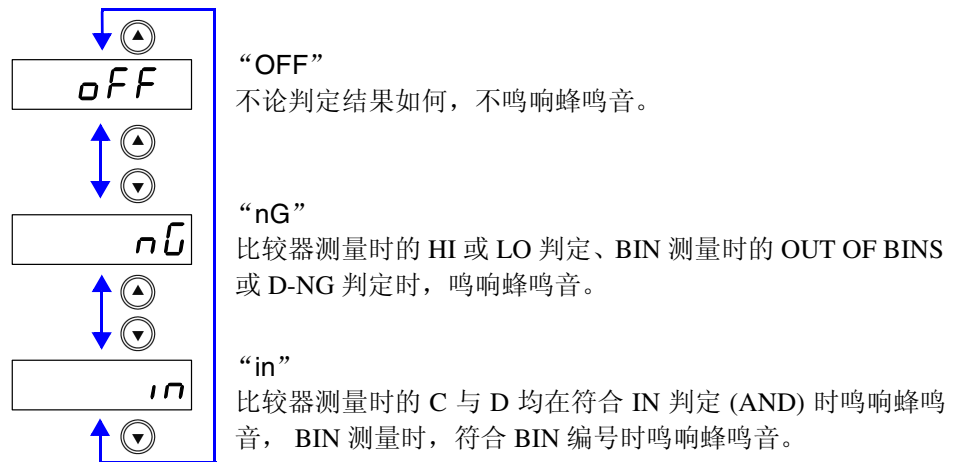 oFF
“OFF”
不论判定结果如何，不鸣响蜂鸣音。
nG
“nG”
比较器测量时的 HI 或 LO 判定、BIN 测量时的 OUT OF BINS
或 D-NG 判定时，鸣响蜂鸣音。
in
“in”
比较器测量时的 C 与 D 均在符合 IN 判定 (AND) 时鸣响蜂鸣
音， BIN 测量时，符合 BIN 编号时鸣响蜂鸣音。